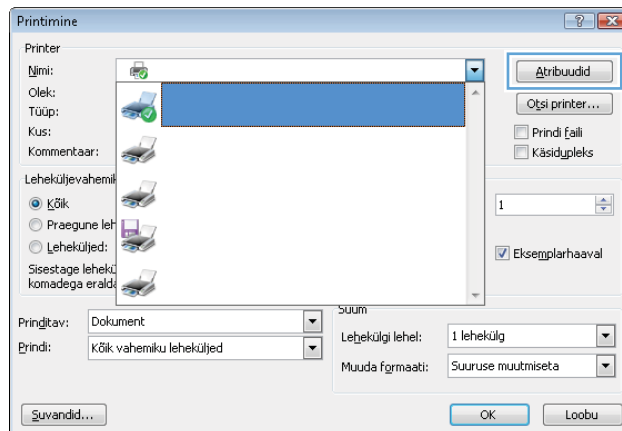 Printimine
Printer
Nimi:
Atribuudid
Olek:
Otsi printer...
Tüüp:
Kus:
Prindi faili
Kommentaar:
Käsidupleks
Leheküljevahemik
Kõik
1
Praegune leh
Leheküljed:
Eksemplarhaaval
Sisestage lehekü
komadega eralda
Suum
Prinditav: Dokument
Lehekülgi lehel: 1 lehekülg
Prindi: Kõik vahemiku leheküljed
Muuda formaati: Suuruse muutmiseta
Suvandid...
OK
Loobu